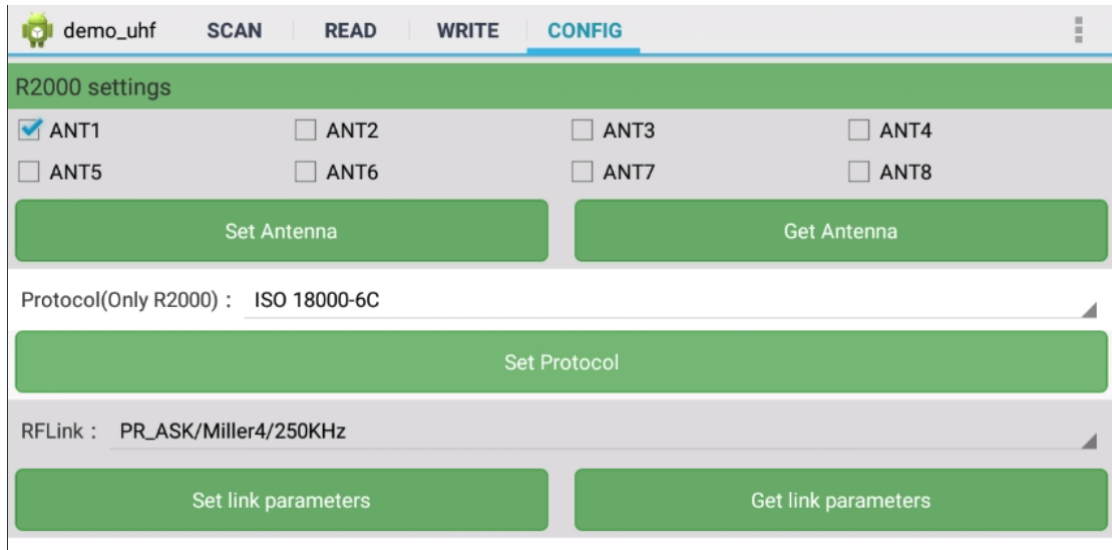 demo_uhf SCAN READ WRITE CONFIG
R2000 settings
ANT1 ANT2 ANT3 ANT4
ANT5 ANT6 ANT7 ANT8
Set Antenna Get Antenna
Protocol(Only R2000) : ISO 18000-6C
Set Protocol
RFLink : PR_ASK/Miller4/250KHz
Set link parameters Get link parameters